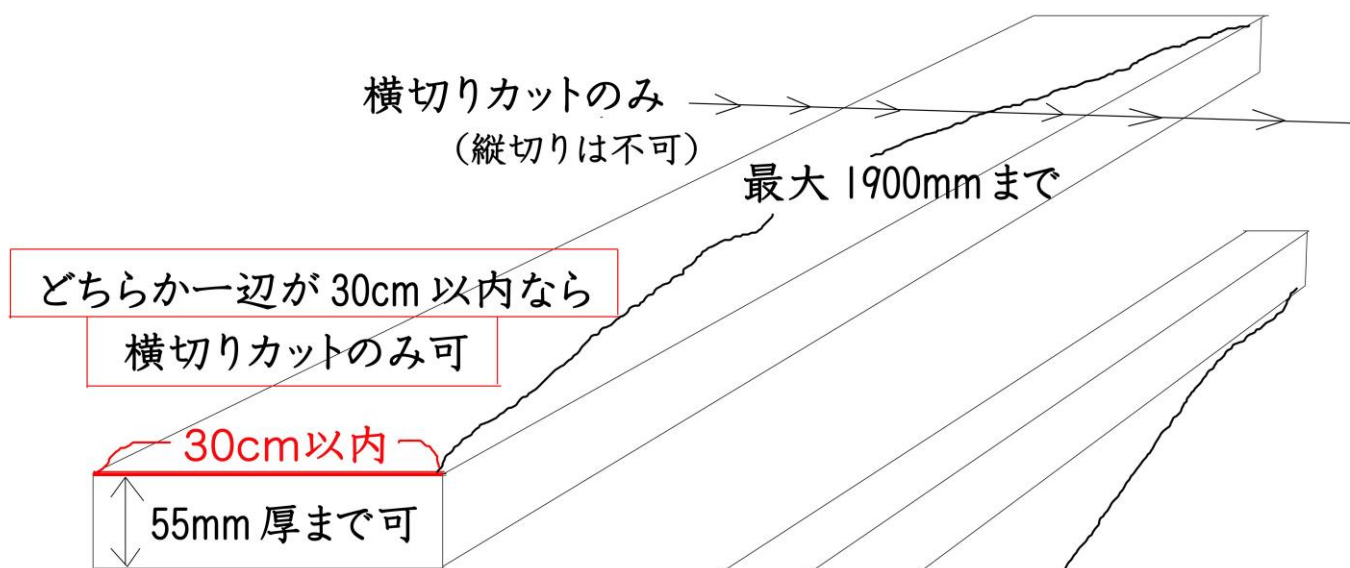 横切りカットのみ
（縦切りは不可）
最大1900mmまで
どちらか一辺が30cm以内なら
横切りカットのみ可
30cm以内
55mm厚まで可